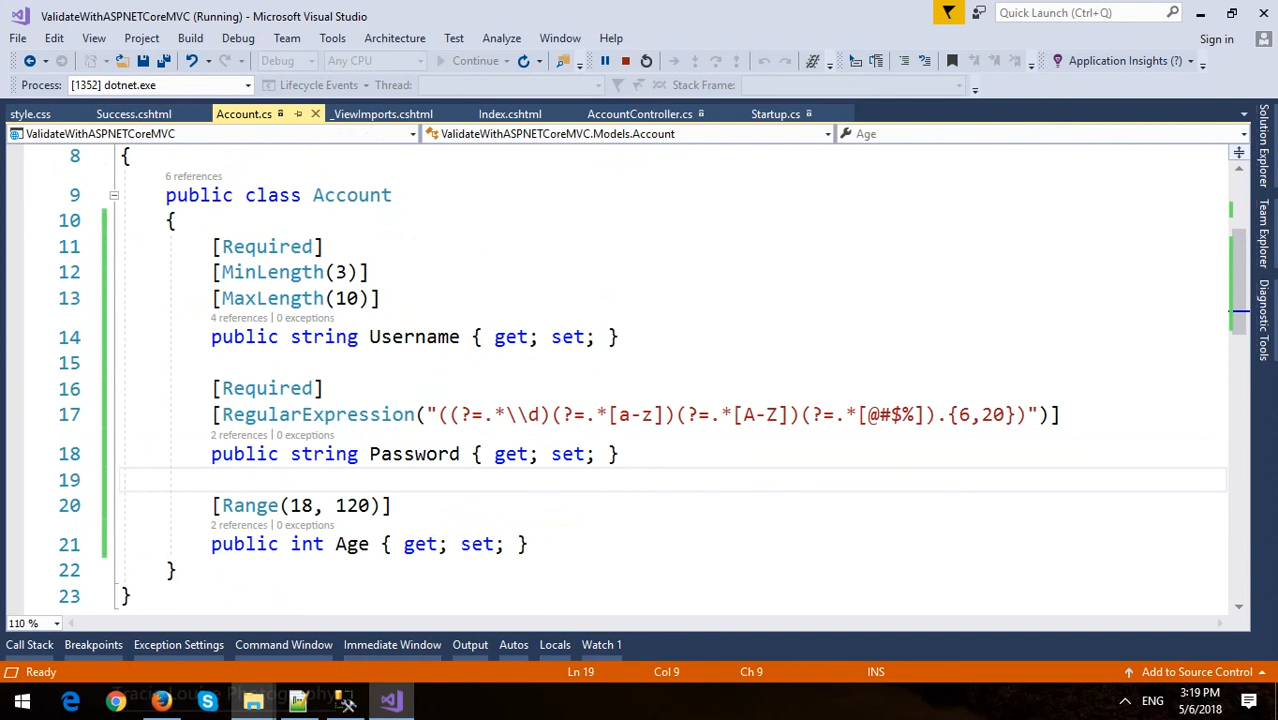 ValidateWithASPNETCoreMVC (Running) - Microsoft Visual Studio
Quick Launch (Ctrl+Q)
File Edit View Project Build Debug Team Tools Architecture Test Analyze Window Help
Sign in
Debug Any CPU Continue Application Insights (?)
Process: [1352] dotnet.exe Lifecycle Events Thread: Stack Frame:
style.css Success.cshtml Account.cs _ViewImports.cshtml Index.cshtml AccountController.cs Startup.cs
ValidateWithASPNETCoreMVC ValidateWithASPNETCoreMVC.Models.Account Age
8 {
6 references
9 public class Account
10 {
11 [Required]
12 [MinLength(3)]
13 [MaxLength(10)]
4 references | 0 exceptions
14 public string Username { get; set; }
15
16 [Required]
17 [RegularExpression("((?=.*\\d)(?=.*[a-z])(?=.*[A-Z])(?=.*[@#$%]).{6,20})")]
2 references | 0 exceptions
18 public string Password { get; set; }
19
20 [Range(18, 120)]
2 references | 0 exceptions
21 public int Age { get; set; }
22 }
23 }
Solution Explorer
Team Explorer
Diagnostic Tools
110 %
Call Stack Breakpoints Exception Settings Command Window Immediate Window Output Autos Locals Watch 1
Ready Ln 19 Col 9 Ch 9 INS Add to Source Control
ENG
3:19 PM
5/6/2018